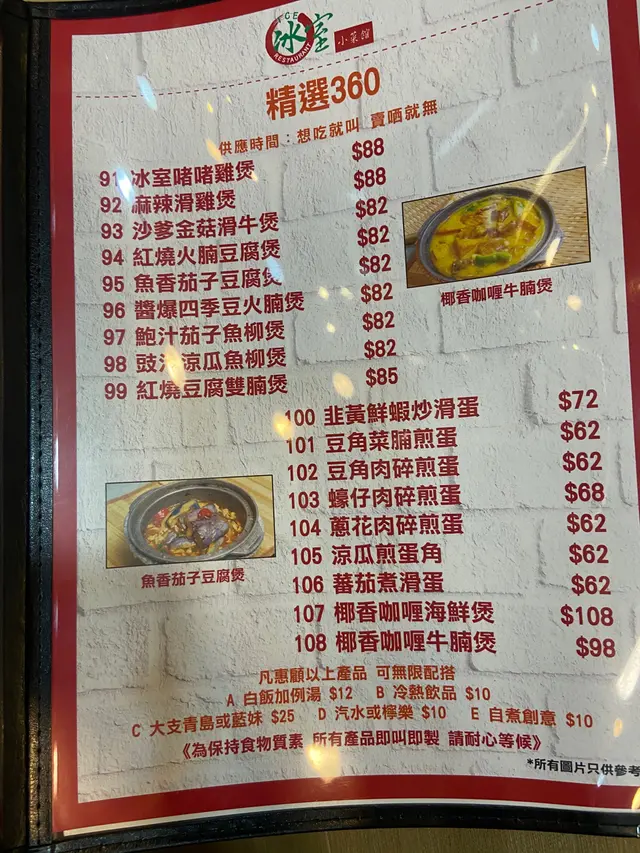 ICE
冰室
RESTAURANT
小菜館
精選360
供應時間：想吃就叫 賣晒就無
91 冰室啫啫雞煲 $88
92 麻辣滑雞煲 $88
93 沙爹金菇滑牛煲 $82
94 紅燒火腩豆腐煲 $82
95 魚香茄子豆腐煲 $82
96 醬爆四季豆火腩煲 $82
97 鮑汁茄子魚柳煲 $82
98 豉汁涼瓜魚柳煲 $82
99 紅燒豆腐雙腩煲 $85
椰香咖喱牛腩煲
100 韭黃鮮蝦炒滑蛋 $72
101 豆角菜脯煎蛋 $62
102 豆角肉碎煎蛋 $62
103 蠔仔肉碎煎蛋 $68
104 蔥花肉碎煎蛋 $62
105 涼瓜煎蛋角 $62
106 蕃茄煮滑蛋 $62
107 椰香咖喱海鮮煲 $108
108 椰香咖喱牛腩煲 $98
魚香茄子豆腐煲
凡惠顧以上產品 可無限配搭
A 白飯加例湯 $12 B 冷熱飲品 $10
C 大支青島或藍妹 $25 D 汽水或檸樂 $10 E 自煮創意 $10
《為保持食物質素 所有產品即叫即製 請耐心等候》
*所有圖片只供參考